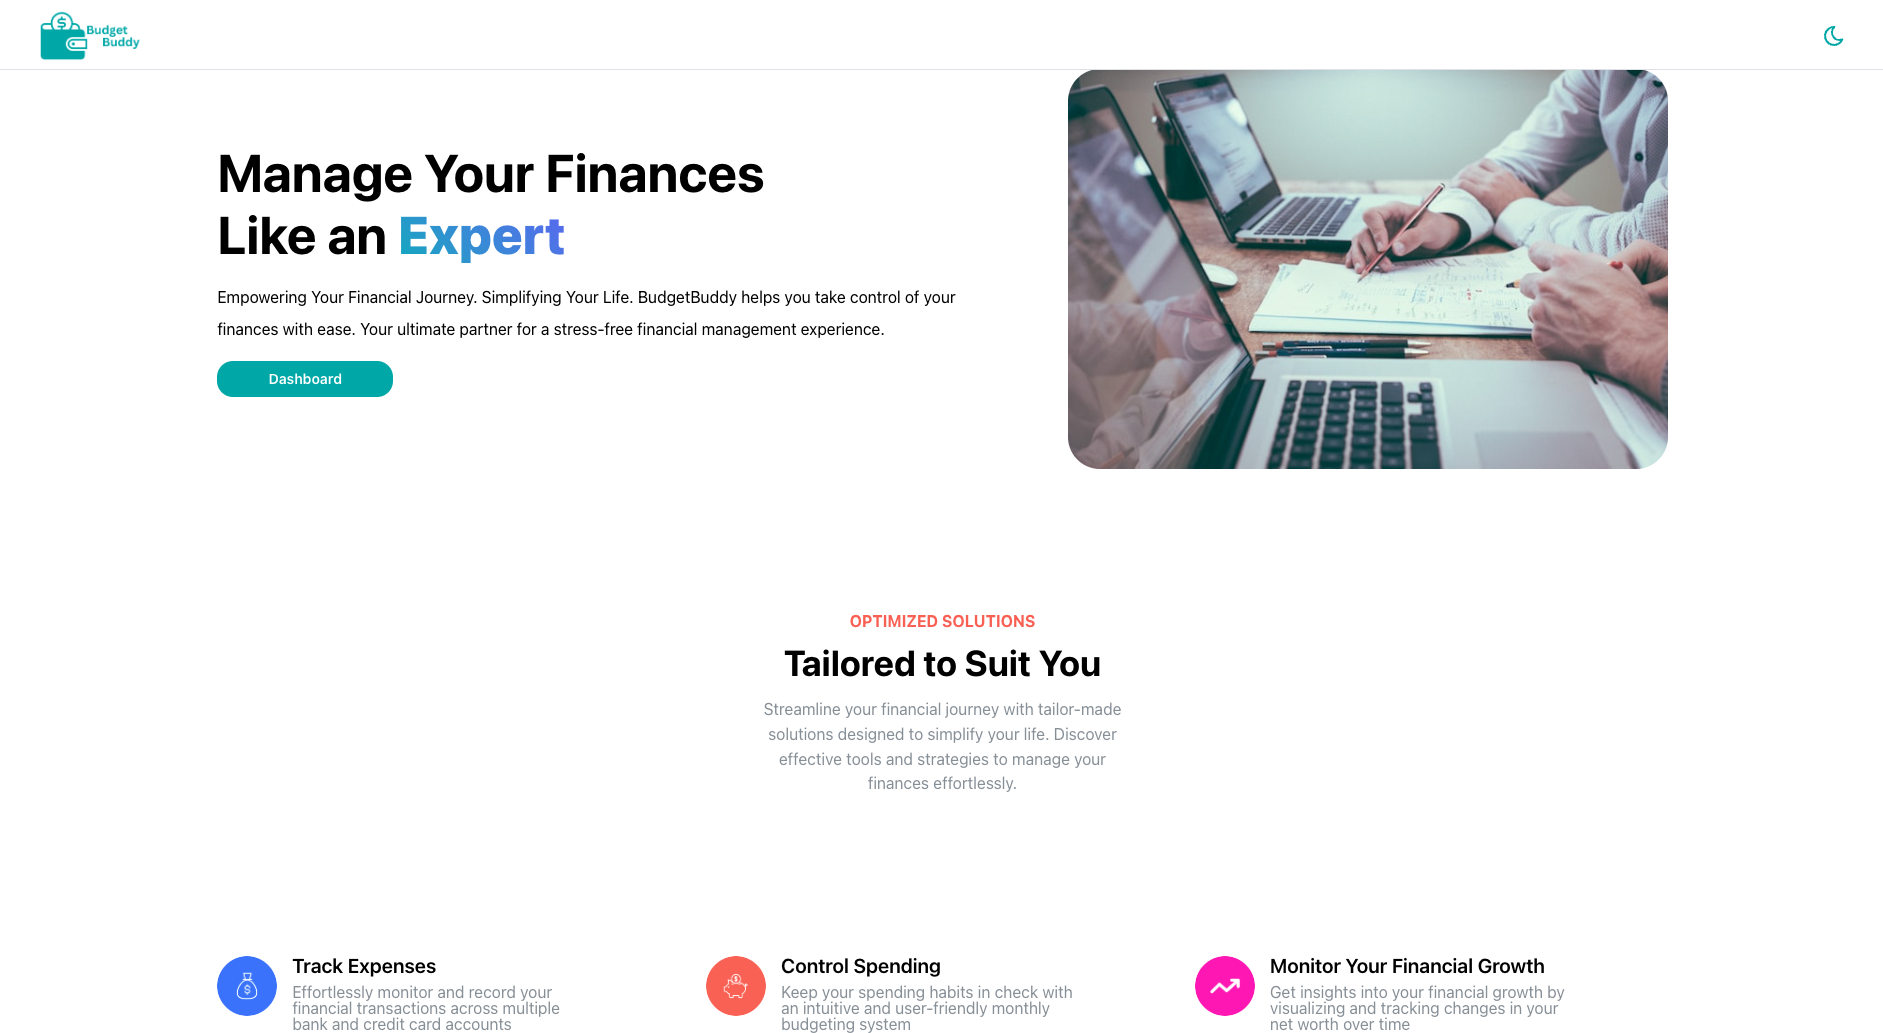 Budget
Buddy
Manage Your Finances
Like an Expert
Empowering Your Financial Journey. Simplifying Your Life. BudgetBuddy helps you take control of your
finances with ease. Your ultimate partner for a stress-free financial management experience.
Dashboard
OPTIMIZED SOLUTIONS
Tailored to Suit You
Streamline your financial journey with tailor-made
solutions designed to simplify your life. Discover
effective tools and strategies to manage your
finances effortlessly.
Track Expenses
Effortlessly monitor and record your
financial transactions across multiple
bank and credit card accounts
Control Spending
Keep your spending habits in check with
an intuitive and user-friendly monthly
budgeting system
Monitor Your Financial Growth
Get insights into your financial growth by
visualizing and tracking changes in your
net worth over time